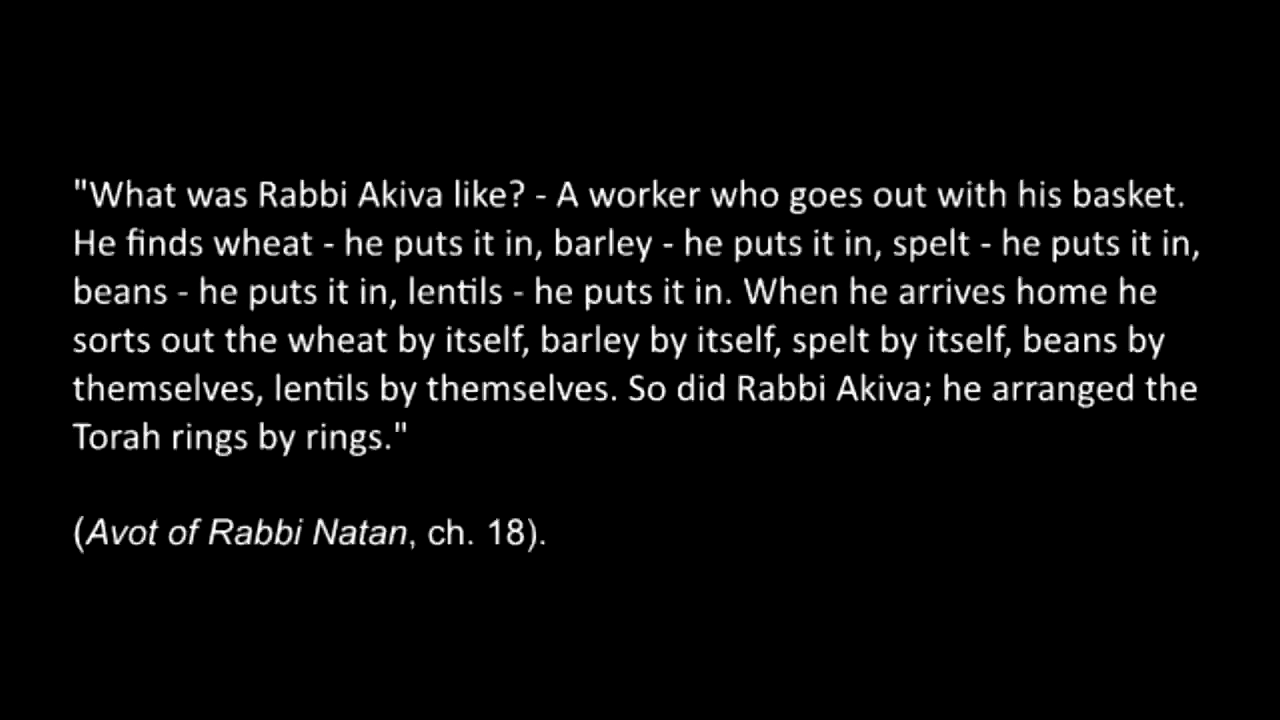 "What was Rabbi Akiva like? - A worker who goes out with his basket.
He finds wheat - he puts it in, barley - he puts it in, spelt - he puts it in,
beans - he puts it in, lentils - he puts it in. When he arrives home he
sorts out the wheat by itself, barley by itself, spelt by itself, beans by
themselves, lentils by themselves. So did Rabbi Akiva; he arranged the
Torah rings by rings."
(Avot of Rabbi Natan, ch. 18).